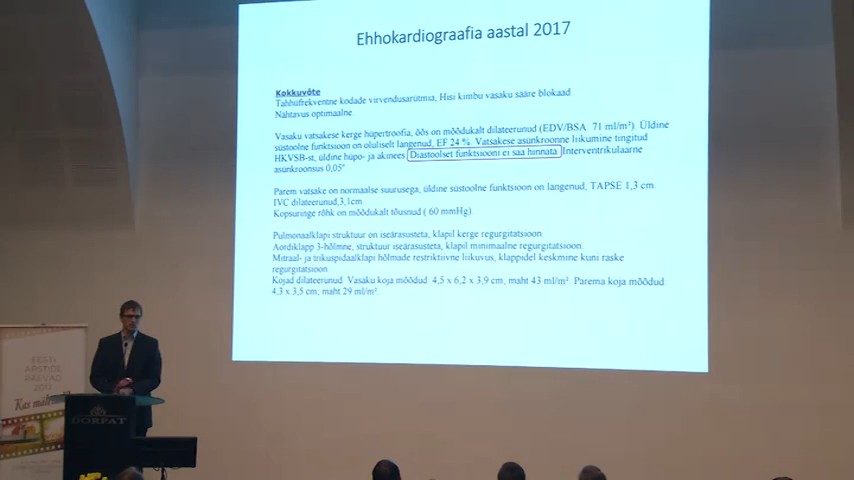 Ehhokardiograafia aastal 2017
Kokkuvõte
Tahhüfrekventne kodade virvendusarütmia, Hisi kimbu vasaku sääre blokaad
Nähtavus optimaalne.
Vasaku vatsakese kerge hüpertroofia, õõs on mõõdukalt dilateerunud (EDV/BSA: 71 ml/m²). Üldine
süstoolne funktsioon on oluliselt langenud, EF 24 %. Vatsakese asünkroonne liikumine tingitud
HKVSB-st, üldine hüpo- ja akinees. Diastoolset funktsiooni ei saa hinnata. Interventrikulaarne
asünkroonsus 0,05"
Parem vatsake on normaalse suurusega, üldine süstoolne funktsioon on langenud, TAPSE 1,3 cm.
IVC dilateerunud,3,1cm.
Kopsuringe rõhk on mõõdukalt tõusnud ( 60 mmHg).
Pulmonaalklapi struktuur on iseärasusteta, klapil kerge regurgitatsioon.
Aordiklapp 3-hõlmne, struktuur iseärasusteta, klapil minimaalne regurgitatsioon.
Mitraal- ja trikuspidaalklapi hõlmade restriktiivne liikuvus, klappidel keskmine kuni raske
regurgitatsioon.
Kojad dilateerunud. Vasaku koja mõõdud: 4,5 x 6,2 x 3,9 cm, maht 43 ml/m². Parema koja mõõdud:
4,3 x 3,5 cm, maht 29 ml/m².
EESTI
ARSTIDE
PÄEVAD
2017
Kas
DORPAT